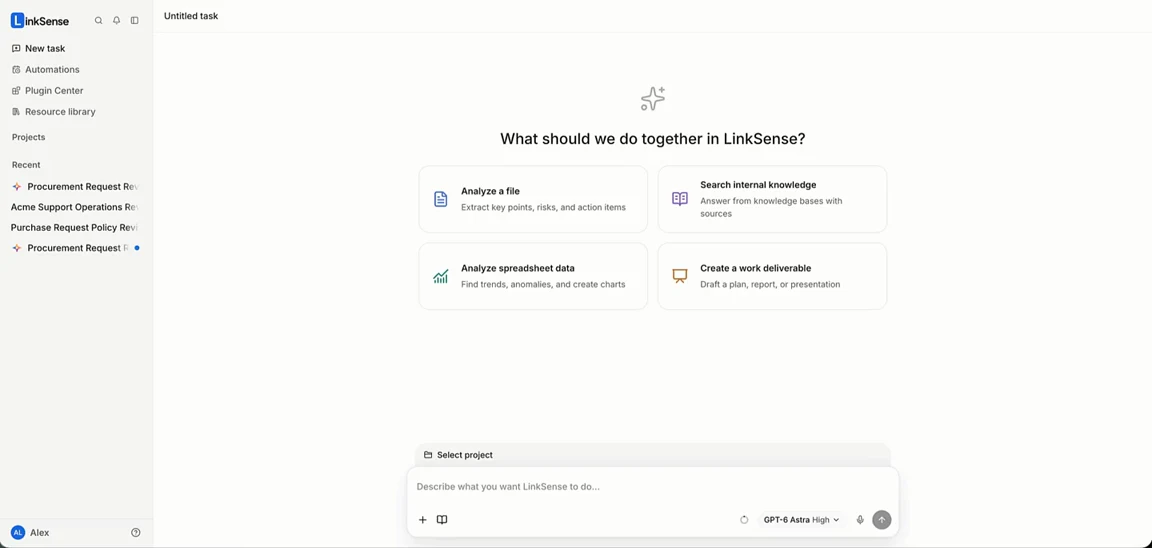 LinkSense
Untitled task
New task
Automations
Plugin Center
Resource library
Projects
Recent
Procurement Request Rev
Acme Support Operations Re
Purchase Request Policy Revi
Procurement Request R
What should we do together in LinkSense?
Analyze a file
Extract key points, risks, and action items
Search internal knowledge
Answer from knowledge bases with
sources
Analyze spreadsheet data
Find trends, anomalies, and create charts
Create a work deliverable
Draft a plan, report, or presentation
Select project
Describe what you want LinkSense to do...
GPT-6 Astra High
AL Alex